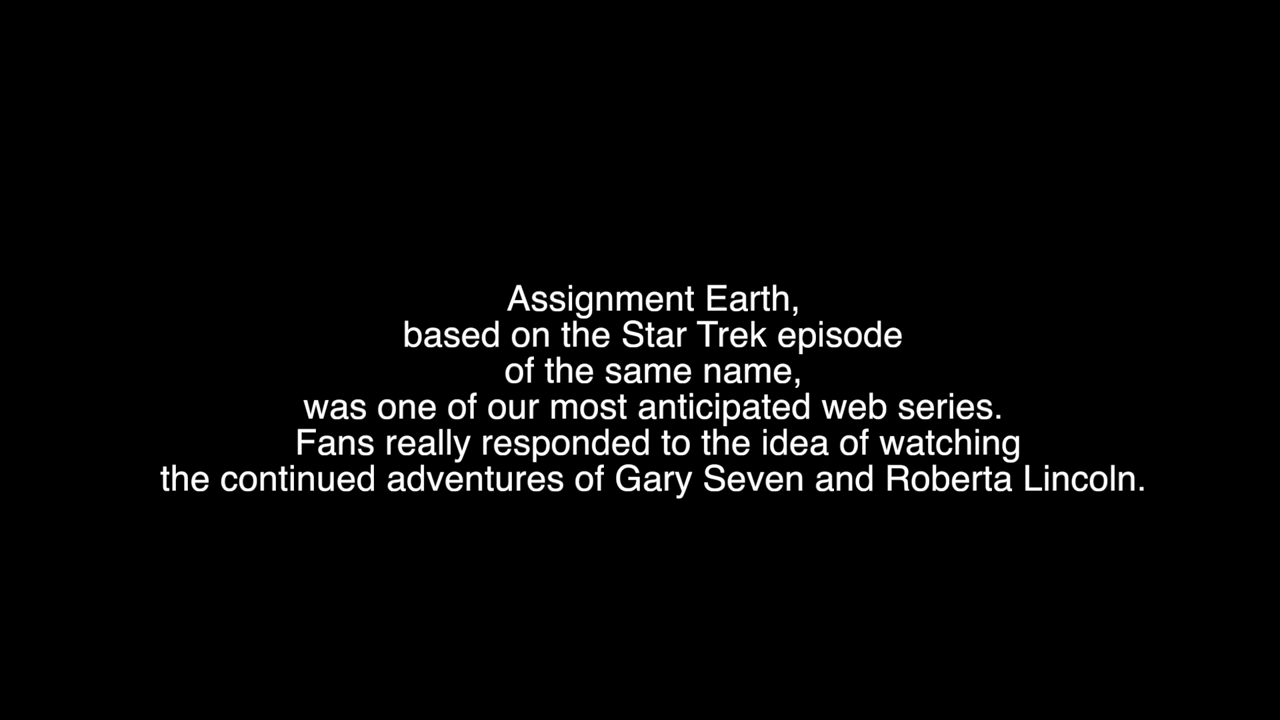 Assignment Earth,
based on the Star Trek episode
of the same name,
was one of our most anticipated web series.
Fans really responded to the idea of watching
the continued adventures of Gary Seven and Roberta Lincoln.